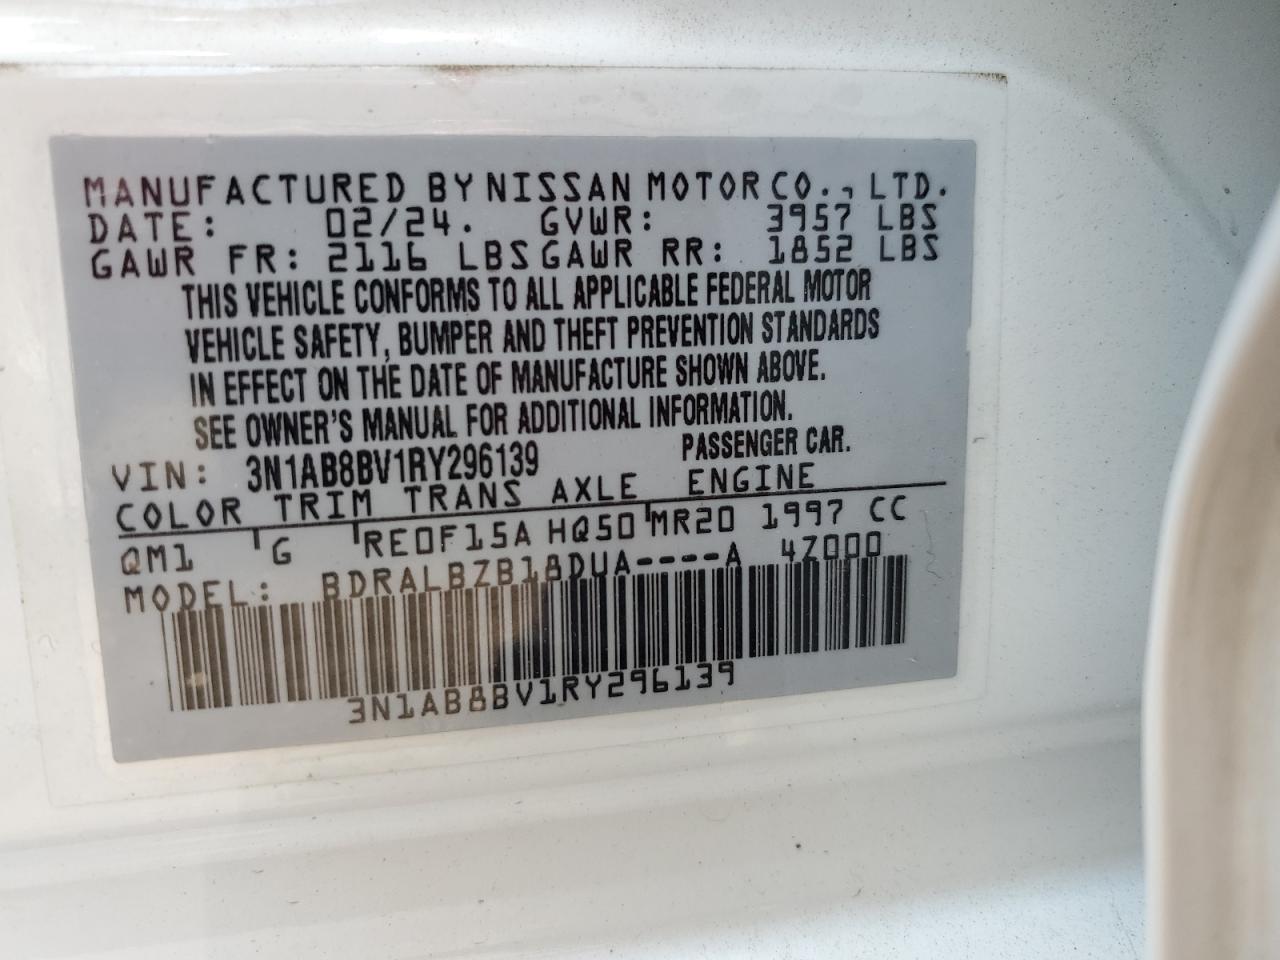 MANUFACTURED BY NISSAN MOTOR CO., LTD.
DATE: 02/24. GVWR: 3957 LBS
GAWR FR: 2116 LBS GAWR RR: 1852 LBS
THIS VEHICLE CONFORMS TO ALL APPLICABLE FEDERAL MOTOR
VEHICLE SAFETY, BUMPER AND THEFT PREVENTION STANDARDS
IN EFFECT ON THE DATE OF MANUFACTURE SHOWN ABOVE.
SEE OWNER'S MANUAL FOR ADDITIONAL INFORMATION.
VIN: 3N1AB8BV1RY296139 PASSENGER CAR.
COLOR TRIM TRANS AXLE ENGINE
QM1 G RE0F15A HQ50 MR20 1997 CC
MODEL: BDRALBZB18DUA----A 4Z000
3N1AB8BV1RY296139